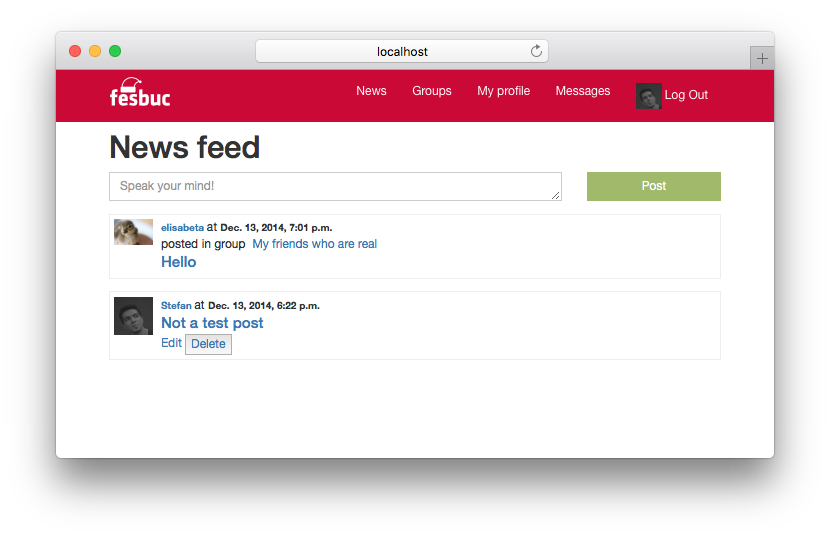 localhost
fesbuc
News Groups My profile Messages Log Out
News feed
Speak your mind!
Post
elisabeta at Dec. 13, 2014, 7:01 p.m.
posted in group My friends who are real
Hello
Stefan at Dec. 13, 2014, 6:22 p.m.
Not a test post
Edit Delete